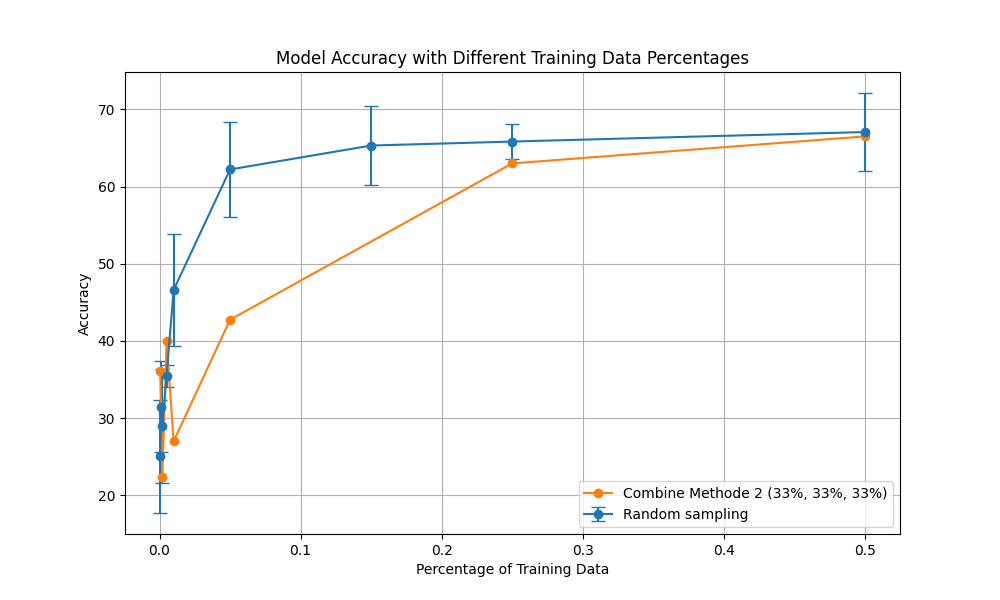 Model Accuracy with Different Training Data Percentages
Accuracy
70
60
50
40
30
20
Combine Methode 2 (33%, 33%, 33%)
Random sampling
0.0 0.1 0.2 0.3 0.4 0.5
Percentage of Training Data